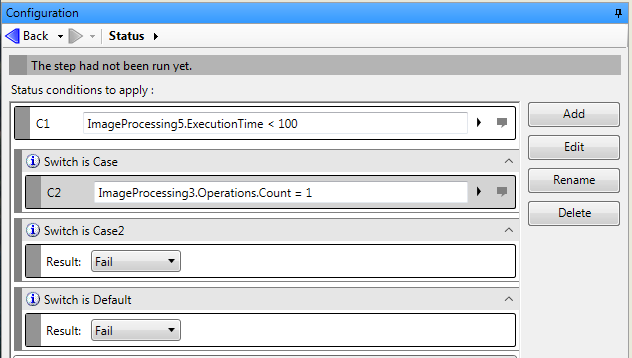 Configuration
Back Status
The step had not been run yet.
Status conditions to apply :
C1 ImageProcessing5.ExecutionTime < 100
Add
Edit
Rename
Delete
Switch is Case
C2 ImageProcessing3.Operations.Count = 1
Switch is Case2
Result: Fail
Switch is Default
Result: Fail